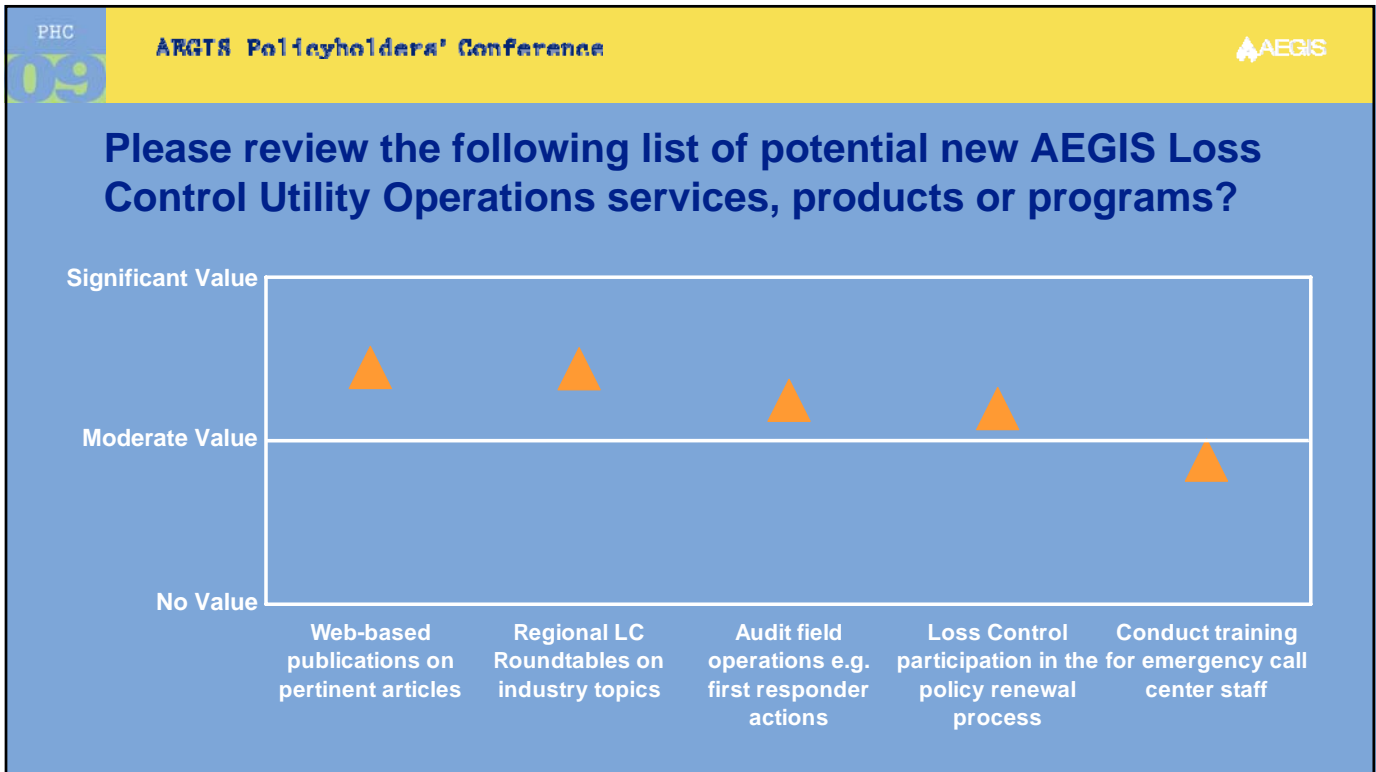 PHC
09
AEGIS Policyholders' Conference
AEGIS
Please review the following list of potential new AEGIS Loss
Control Utility Operations services, products or programs?
Significant Value
Moderate Value
No Value
Web-based
publications on
pertinent articles
Regional LC
Roundtables on
industry topics
Audit field
operations e.g.
first responder
actions
Loss Control
participation in the
policy renewal
process
Conduct training
for emergency call
center staff